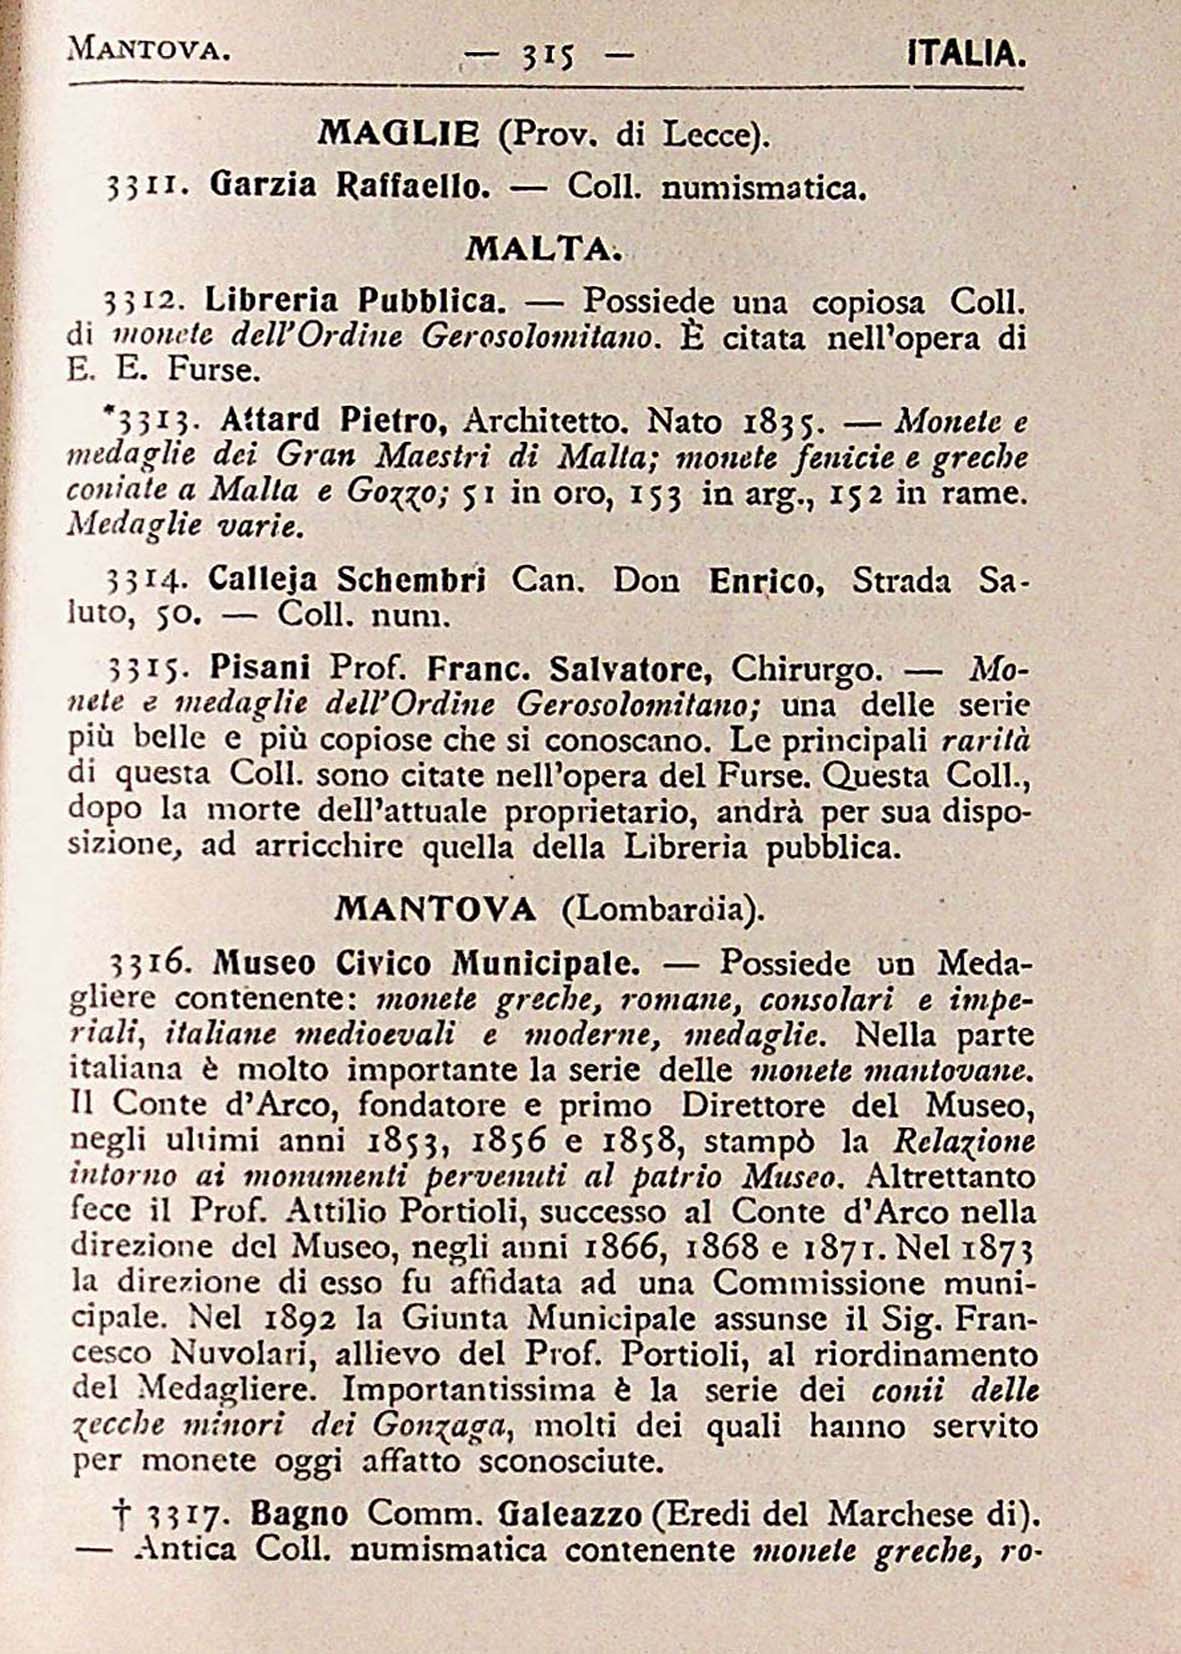 MANTOVA. — 315 — ITALIA.
MAGLIE (Prov. di Lecce).
3311. Garzia Raffaello. — Coll. numismatica.
MALTA.
3312. Libreria Pubblica. — Possiede una copiosa Coll.
di monete dell'Ordine Gerosolomitano. È citata nell'opera di
E. E. Furse.
*3313. Attard Pietro, Architetto. Nato 1835. — Monete e
medaglie dei Gran Maestri di Malta; monete fenicie e greche
coniate a Malta e Gozzo; 51 in oro, 153 in arg., 152 in rame.
Medaglie varie.
3314. Calleja Schembri Can. Don Enrico, Strada Sa-
luto, 50. — Coll. num.
3315. Pisani Prof. Franc. Salvatore, Chirurgo. — Mo-
nete e medaglie dell'Ordine Gerosolomitano; una delle serie
più belle e più copiose che si conoscano. Le principali rarità
di questa Coll. sono citate nell'opera del Furse. Questa Coll.,
dopo la morte dell'attuale proprietario, andrà per sua dispo-
sizione, ad arricchire quella della Libreria pubblica.
MANTOVA (Lombardia).
3316. Museo Civico Municipale. — Possiede un Meda-
gliere contenente: monete greche, romane, consolari e impe-
riali, italiane medioevali e moderne, medaglie. Nella parte
italiana è molto importante la serie delle monete mantovane.
Il Conte d'Arco, fondatore e primo Direttore del Museo,
negli ultimi anni 1853, 1856 e 1858, stampò la Relazione
intorno ai monumenti pervenuti al patrio Museo. Altrettanto
fece il Prof. Attilio Portioli, successo al Conte d'Arco nella
direzione del Museo, negli anni 1866, 1868 e 1871. Nel 1873
la direzione di esso fu affidata ad una Commissione muni-
cipale. Nel 1892 la Giunta Municipale assunse il Sig. Fran-
cesco Nuvolari, allievo del Prof. Portioli, al riordinamento
del Medagliere. Importantissima è la serie dei conii delle
zecche minori dei Gonzaga, molti dei quali hanno servito
per monete oggi affatto sconosciute.
† 3317. Bagno Comm. Galeazzo (Eredi del Marchese di).
— Antica Coll. numismatica contenente monete greche, ro-